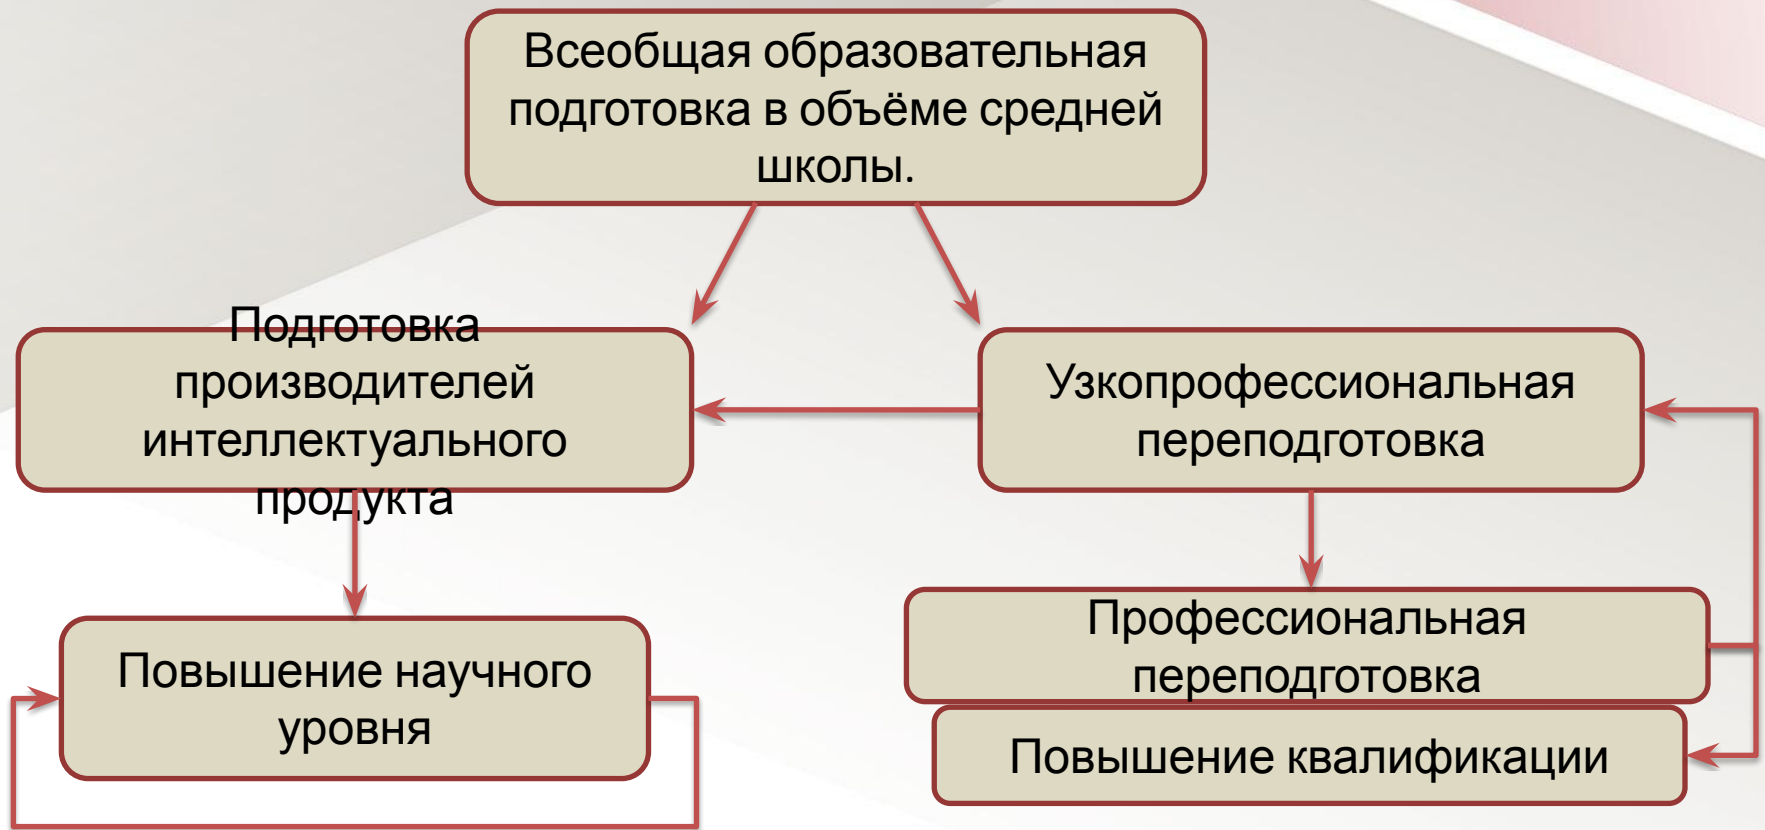 Всеобщая образовательная
подготовка в объёме средней
школы.
Подготовка
производителей
интеллектуального
продукта
Узкопрофессиональная
переподготовка
Повышение научного
уровня
Профессиональная
переподготовка
Повышение квалификации